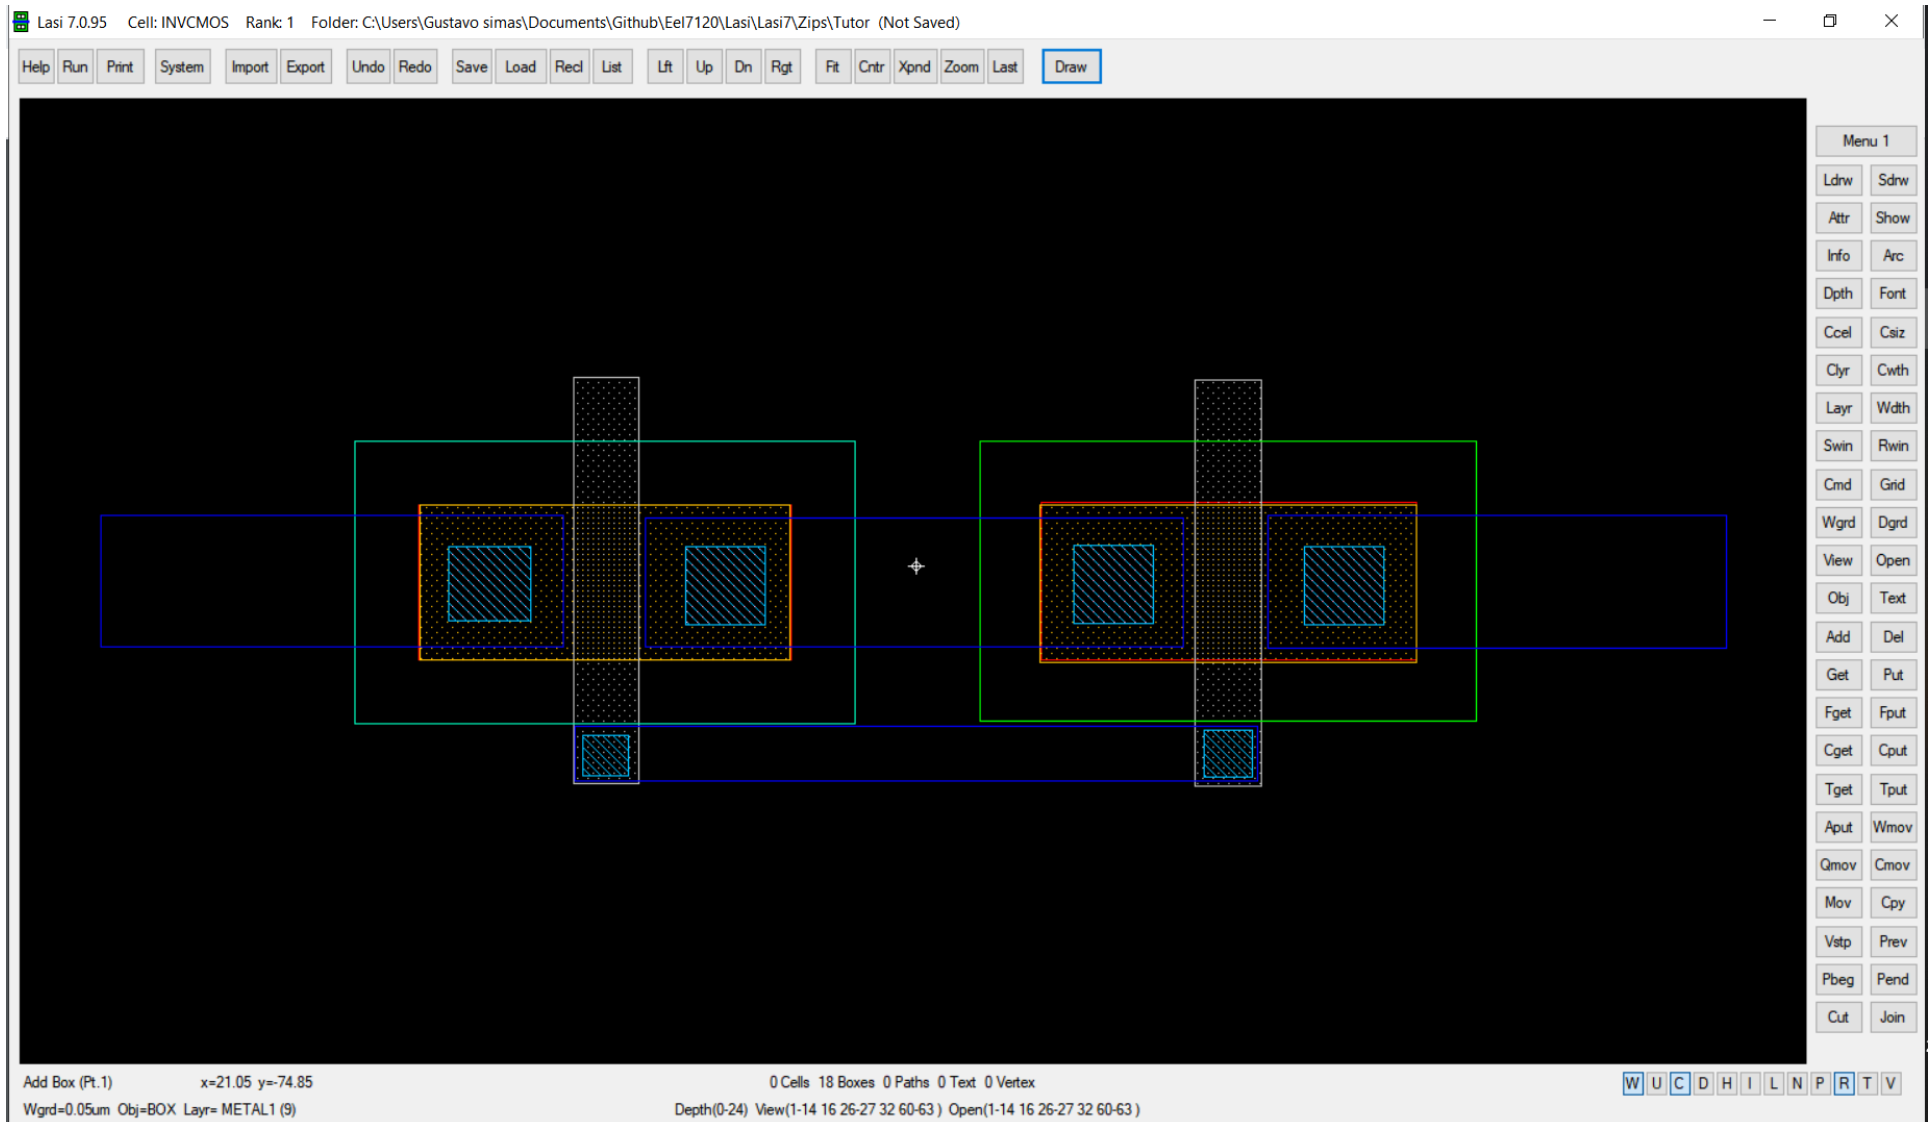 Lasi 7.0.95 Cell: INVCMOS Rank: 1 Folder: C:\Users\Gustavo simas\Documents\Github\Eel7120\Lasi\Lasi7\Zips\Tutor (Not Saved)
Help Run Print System Import Export Undo Redo Save Load Recl List Lft Up Dn Rgt Fit Cntr Xpnd Zoom Last Draw
Menu 1
Ldrw Sdrw
Attr Show
Info Arc
Dpth Font
Ccel Csiz
Clyr Cwth
Layr Wdth
Swin Rwin
Cmd Grid
Wgrd Dgrd
View Open
Obj Text
Add Del
Get Put
Fget Fput
Cget Cput
Tget Tput
Aput Wmov
Qmov Cmov
Mov Cpy
Vstp Prev
Pbeg Pend
Cut Join
Add Box (Pt.1) x=21.05 y=-74.85 0 Cells 18 Boxes 0 Paths 0 Text 0 Vertex W U C D H I L N P R T V
Wgrd=0.05um Obj=BOX Layr= METAL1 (9) Depth(0-24) View(1-14 16 26-27 32 60-63 ) Open(1-14 16 26-27 32 60-63 )